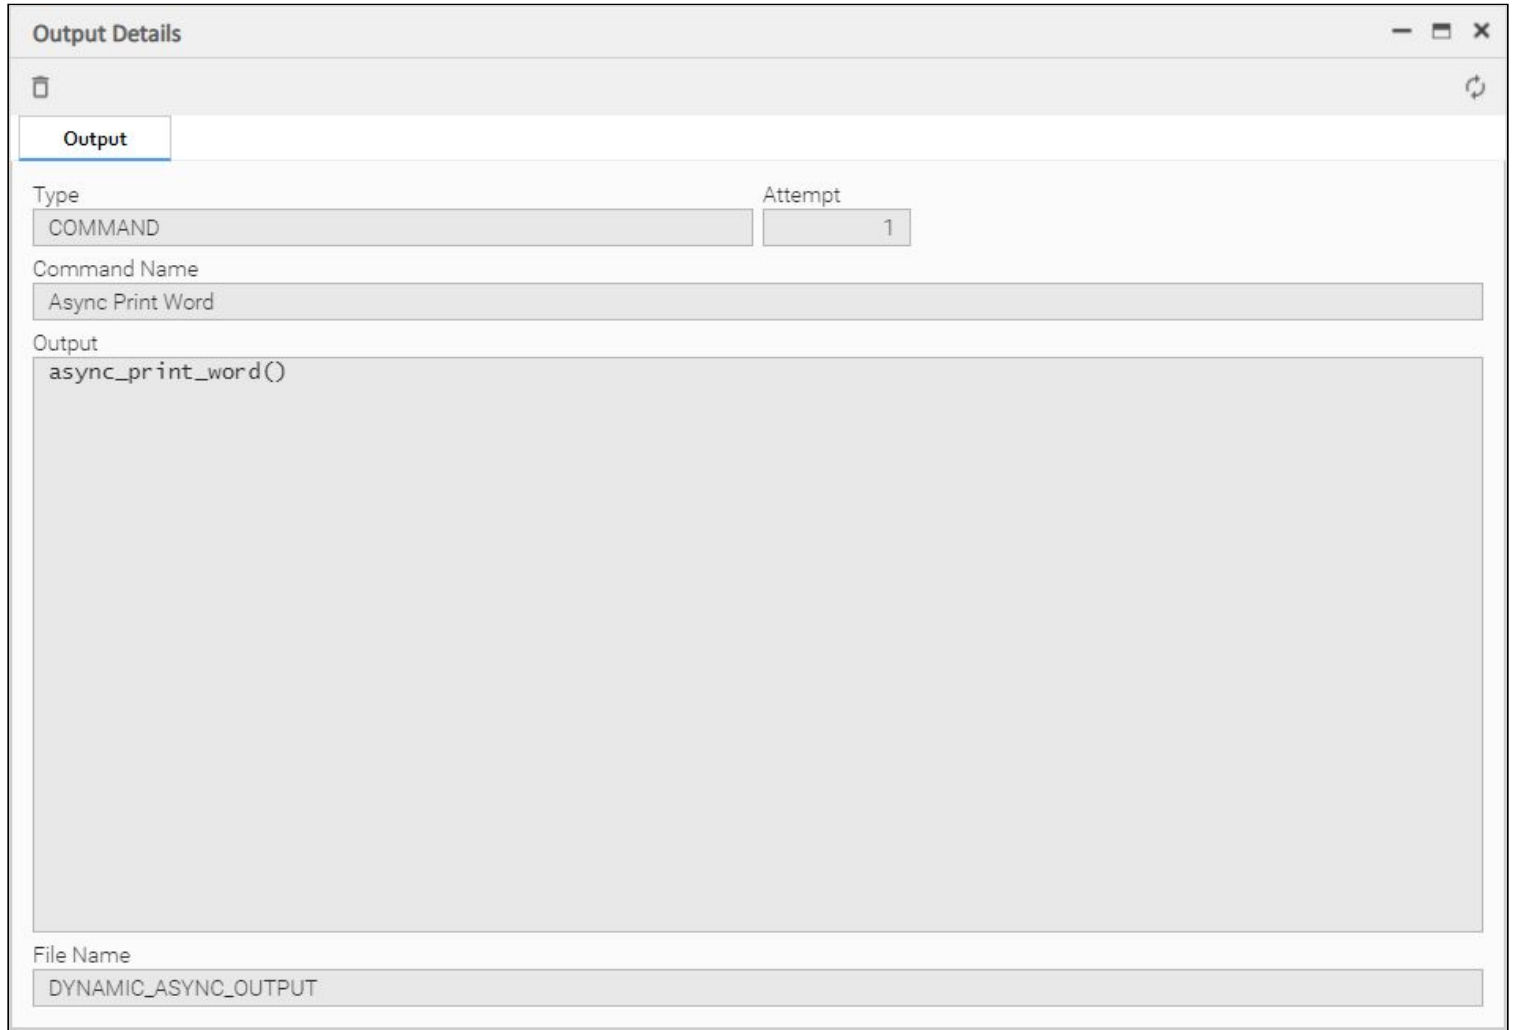 Output Details
Output
Type
Attempt
COMMAND
1
Command Name
Async Print Word
Output
async_print_word()
File Name
DYNAMIC_ASYNC_OUTPUT